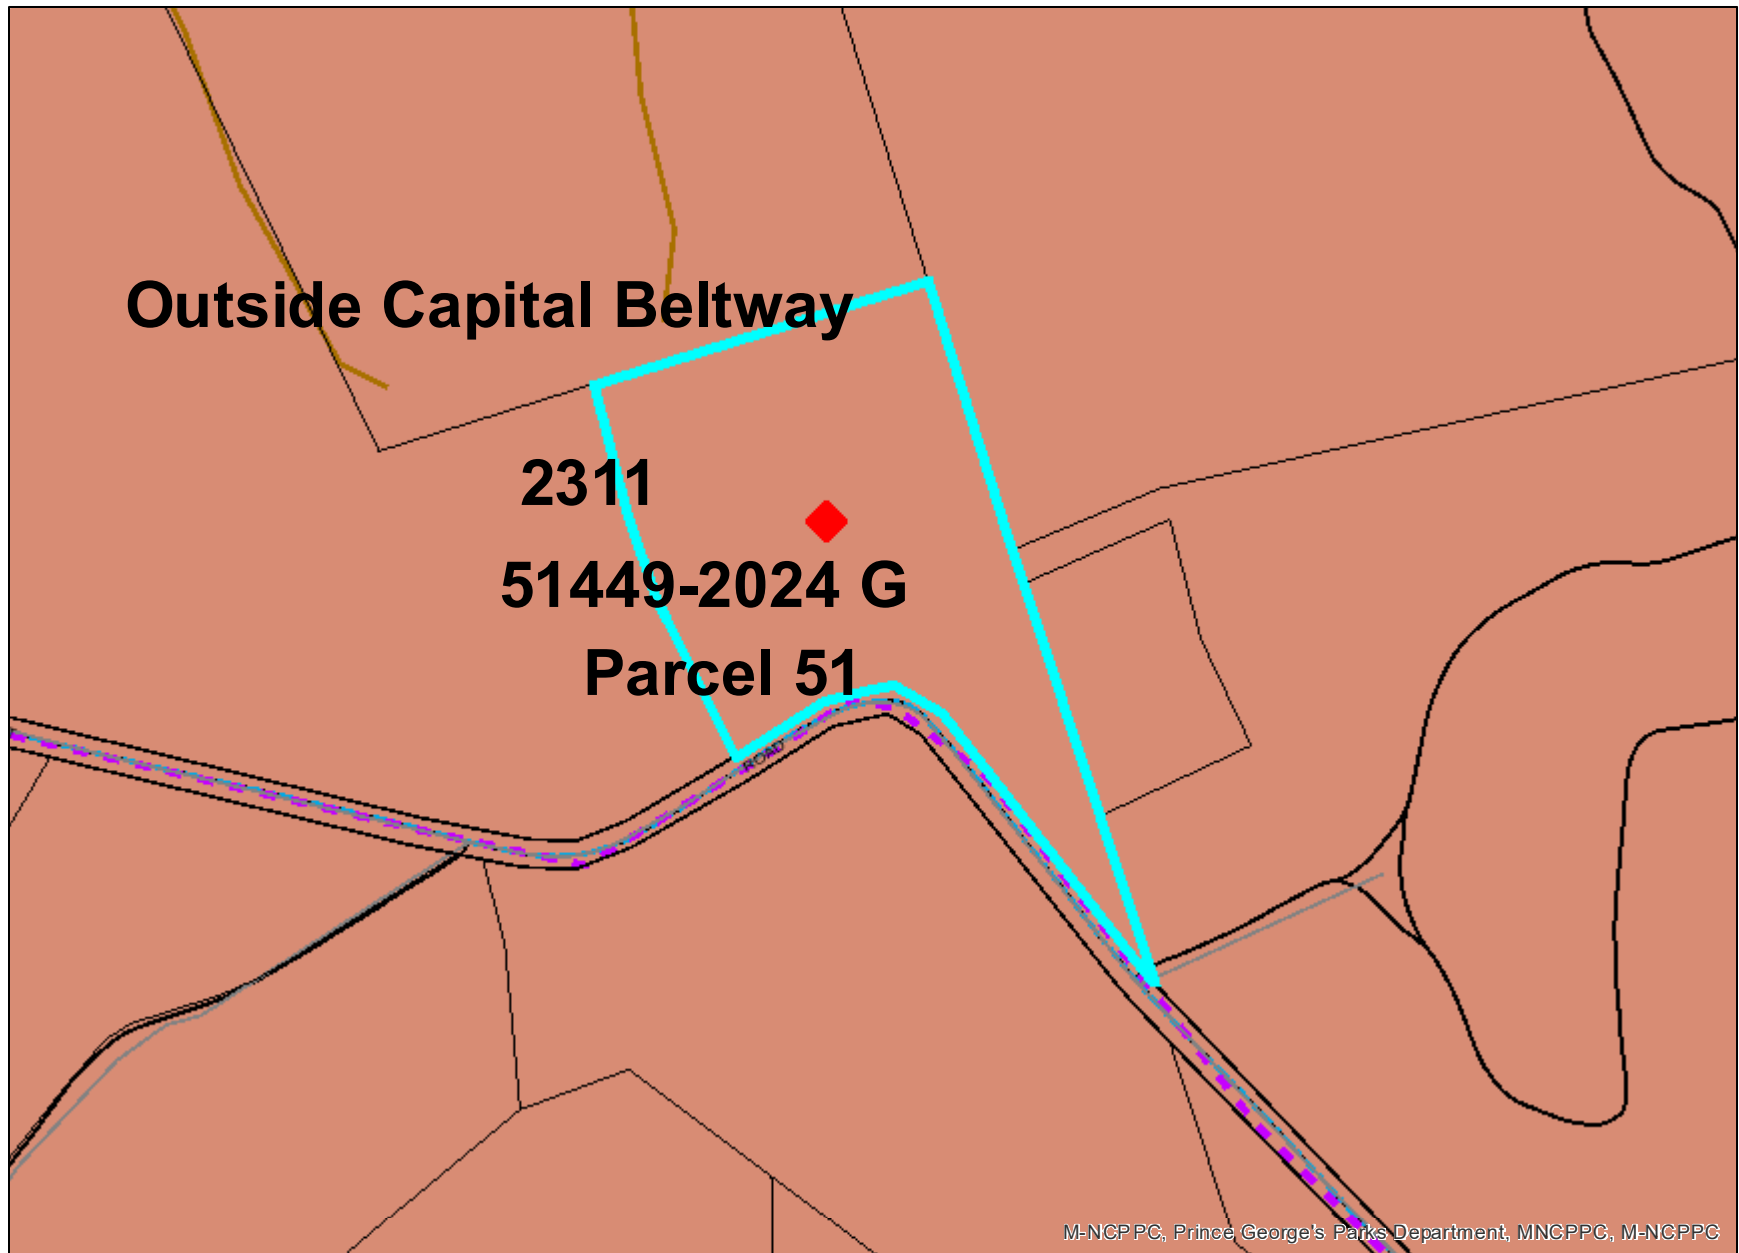 Outside Capital Beltway
2311
51449-2024 G
Parcel 51
ROAD
M-NCPPC, Prince George's Parks Department, MNCPPC, M-NCPPC